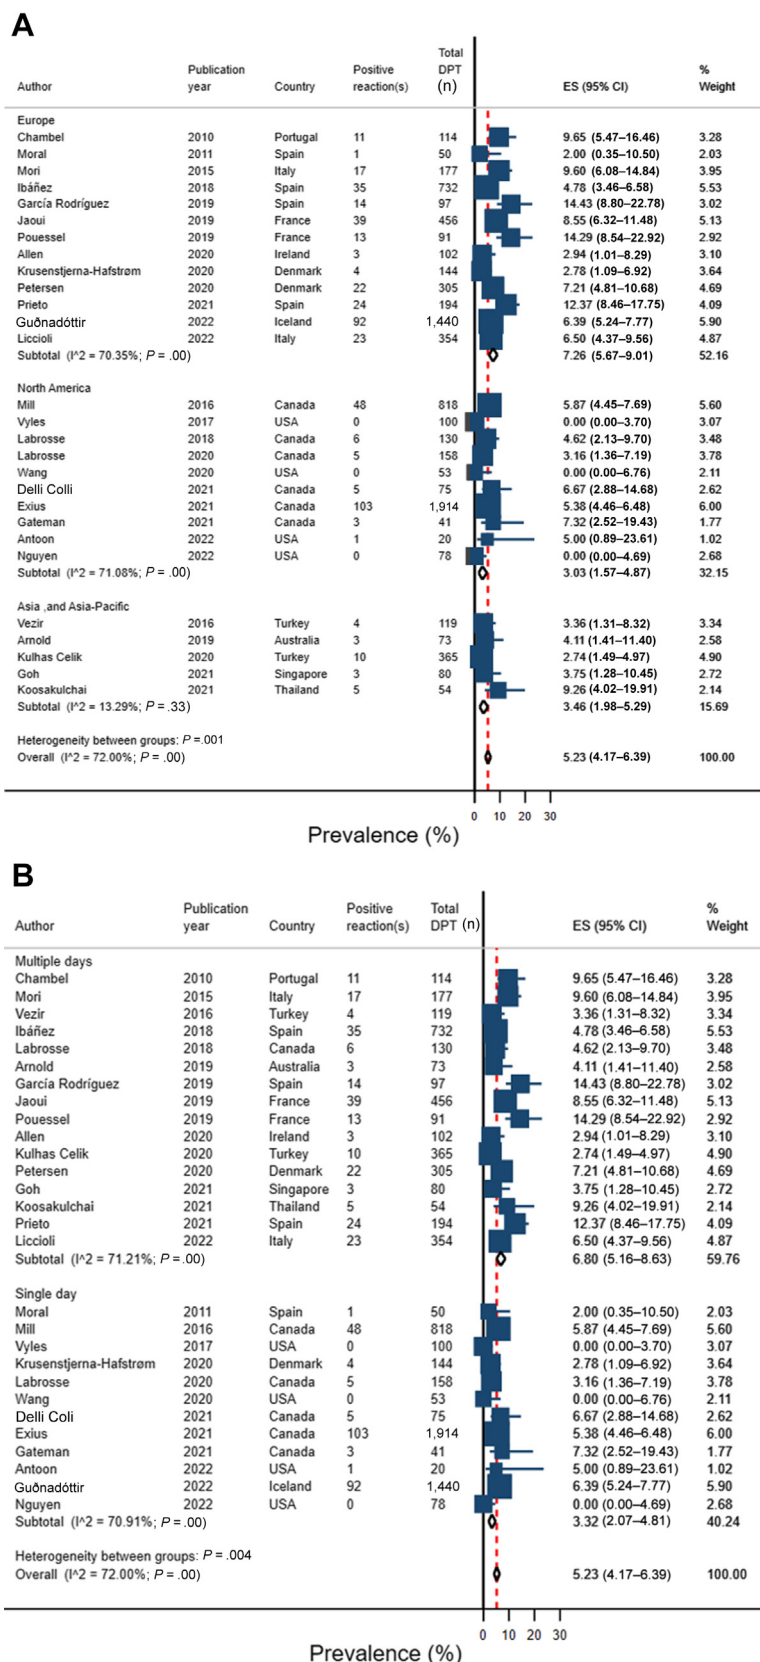 A
Author Publication year Country Positive reaction(s) Total DPT (n) ES (95% CI) % Weight
Europe
Chambel 2010 Portugal 11 114 9.65 (5.47–16.46) 3.28
Moral 2011 Spain 1 50 2.00 (0.35–10.50) 2.03
Mori 2015 Italy 17 177 9.60 (6.08–14.84) 3.95
Ibáñez 2018 Spain 35 732 4.78 (3.46–6.58) 5.53
García Rodríguez 2019 Spain 14 97 14.43 (8.80–22.78) 3.02
Jaoui 2019 France 39 456 8.55 (6.32–11.48) 5.13
Pouessel 2019 France 13 91 14.29 (8.54–22.92) 2.92
Allen 2020 Ireland 3 102 2.94 (1.01–8.29) 3.10
Krusenstjerna-Hafstrøm 2020 Denmark 4 144 2.78 (1.09–6.92) 3.64
Petersen 2020 Denmark 22 305 7.21 (4.81–10.68) 4.69
Prieto 2021 Spain 24 194 12.37 (8.46–17.75) 4.09
Guðnadóttir 2022 Iceland 92 1,440 6.39 (5.24–7.77) 5.90
Liccioli 2022 Italy 23 354 6.50 (4.37–9.56) 4.87
Subtotal (I^2 = 70.35%; P = .00) 7.26 (5.67–9.01) 52.16
North America
Mill 2016 Canada 48 818 5.87 (4.45–7.69) 5.60
Vyles 2017 USA 0 100 0.00 (0.00–3.70) 3.07
Labrosse 2018 Canada 6 130 4.62 (2.13–9.70) 3.48
Labrosse 2020 Canada 5 158 3.16 (1.36–7.19) 3.78
Wang 2020 USA 0 53 0.00 (0.00–6.76) 2.11
Delli Colli 2021 Canada 5 75 6.67 (2.88–14.68) 2.62
Exius 2021 Canada 103 1,914 5.38 (4.46–6.48) 6.00
Gateman 2021 Canada 3 41 7.32 (2.52–19.43) 1.77
Antoon 2022 USA 1 20 5.00 (0.89–23.61) 1.02
Nguyen 2022 USA 0 78 0.00 (0.00–4.69) 2.68
Subtotal (I^2 = 71.08%; P = .00) 3.03 (1.57–4.87) 32.15
Asia ,and Asia-Pacific
Vezir 2016 Turkey 4 119 3.36 (1.31–8.32) 3.34
Arnold 2019 Australia 3 73 4.11 (1.41–11.40) 2.58
Kulhas Celik 2020 Turkey 10 365 2.74 (1.49–4.97) 4.90
Goh 2021 Singapore 3 80 3.75 (1.28–10.45) 2.72
Koosakulchai 2021 Thailand 5 54 9.26 (4.02–19.91) 2.14
Subtotal (I^2 = 13.29%; P = .33) 3.46 (1.98–5.29) 15.69
Heterogeneity between groups: P =.001
Overall (I^2 = 72.00%; P = .00) 5.23 (4.17–6.39) 100.00
0 10 20 30
Prevalence (%)
B
Author Publication year Country Positive reaction(s) Total DPT (n) ES (95% CI) % Weight
Multiple days
Chambel 2010 Portugal 11 114 9.65 (5.47–16.46) 3.28
Mori 2015 Italy 17 177 9.60 (6.08–14.84) 3.95
Vezir 2016 Turkey 4 119 3.36 (1.31–8.32) 3.34
Ibáñez 2018 Spain 35 732 4.78 (3.46–6.58) 5.53
Labrosse 2018 Canada 6 130 4.62 (2.13–9.70) 3.48
Arnold 2019 Australia 3 73 4.11 (1.41–11.40) 2.58
García Rodríguez 2019 Spain 14 97 14.43 (8.80–22.78) 3.02
Jaoui 2019 France 39 456 8.55 (6.32–11.48) 5.13
Pouessel 2019 France 13 91 14.29 (8.54–22.92) 2.92
Allen 2020 Ireland 3 102 2.94 (1.01–8.29) 3.10
Kulhas Celik 2020 Turkey 10 365 2.74 (1.49–4.97) 4.90
Petersen 2020 Denmark 22 305 7.21 (4.81–10.68) 4.69
Goh 2021 Singapore 3 80 3.75 (1.28–10.45) 2.72
Koosakulchai 2021 Thailand 5 54 9.26 (4.02–19.91) 2.14
Prieto 2021 Spain 24 194 12.37 (8.46–17.75) 4.09
Liccioli 2022 Italy 23 354 6.50 (4.37–9.56) 4.87
Subtotal (I^2 = 71.21%; P = .00) 6.80 (5.16–8.63) 59.76
Single day
Moral 2011 Spain 1 50 2.00 (0.35–10.50) 2.03
Mill 2016 Canada 48 818 5.87 (4.45–7.69) 5.60
Vyles 2017 USA 0 100 0.00 (0.00–3.70) 3.07
Krusenstjerna-Hafstrøm 2020 Denmark 4 144 2.78 (1.09–6.92) 3.64
Labrosse 2020 Canada 5 158 3.16 (1.36–7.19) 3.78
Wang 2020 USA 0 53 0.00 (0.00–6.76) 2.11
Delli Coli 2021 Canada 5 75 6.67 (2.88–14.68) 2.62
Exius 2021 Canada 103 1,914 5.38 (4.46–6.48) 6.00
Gateman 2021 Canada 3 41 7.32 (2.52–19.43) 1.77
Antoon 2022 USA 1 20 5.00 (0.89–23.61) 1.02
Guðnadóttir 2022 Iceland 92 1,440 6.39 (5.24–7.77) 5.90
Nguyen 2022 USA 0 78 0.00 (0.00–4.69) 2.68
Subtotal (I^2 = 70.91%; P = .00) 3.32 (2.07–4.81) 40.24
Heterogeneity between groups: P = .004
Overall (I^2 = 72.00%; P = .00) 5.23 (4.17–6.39) 100.00
0 10 20 30
Prevalence (%)